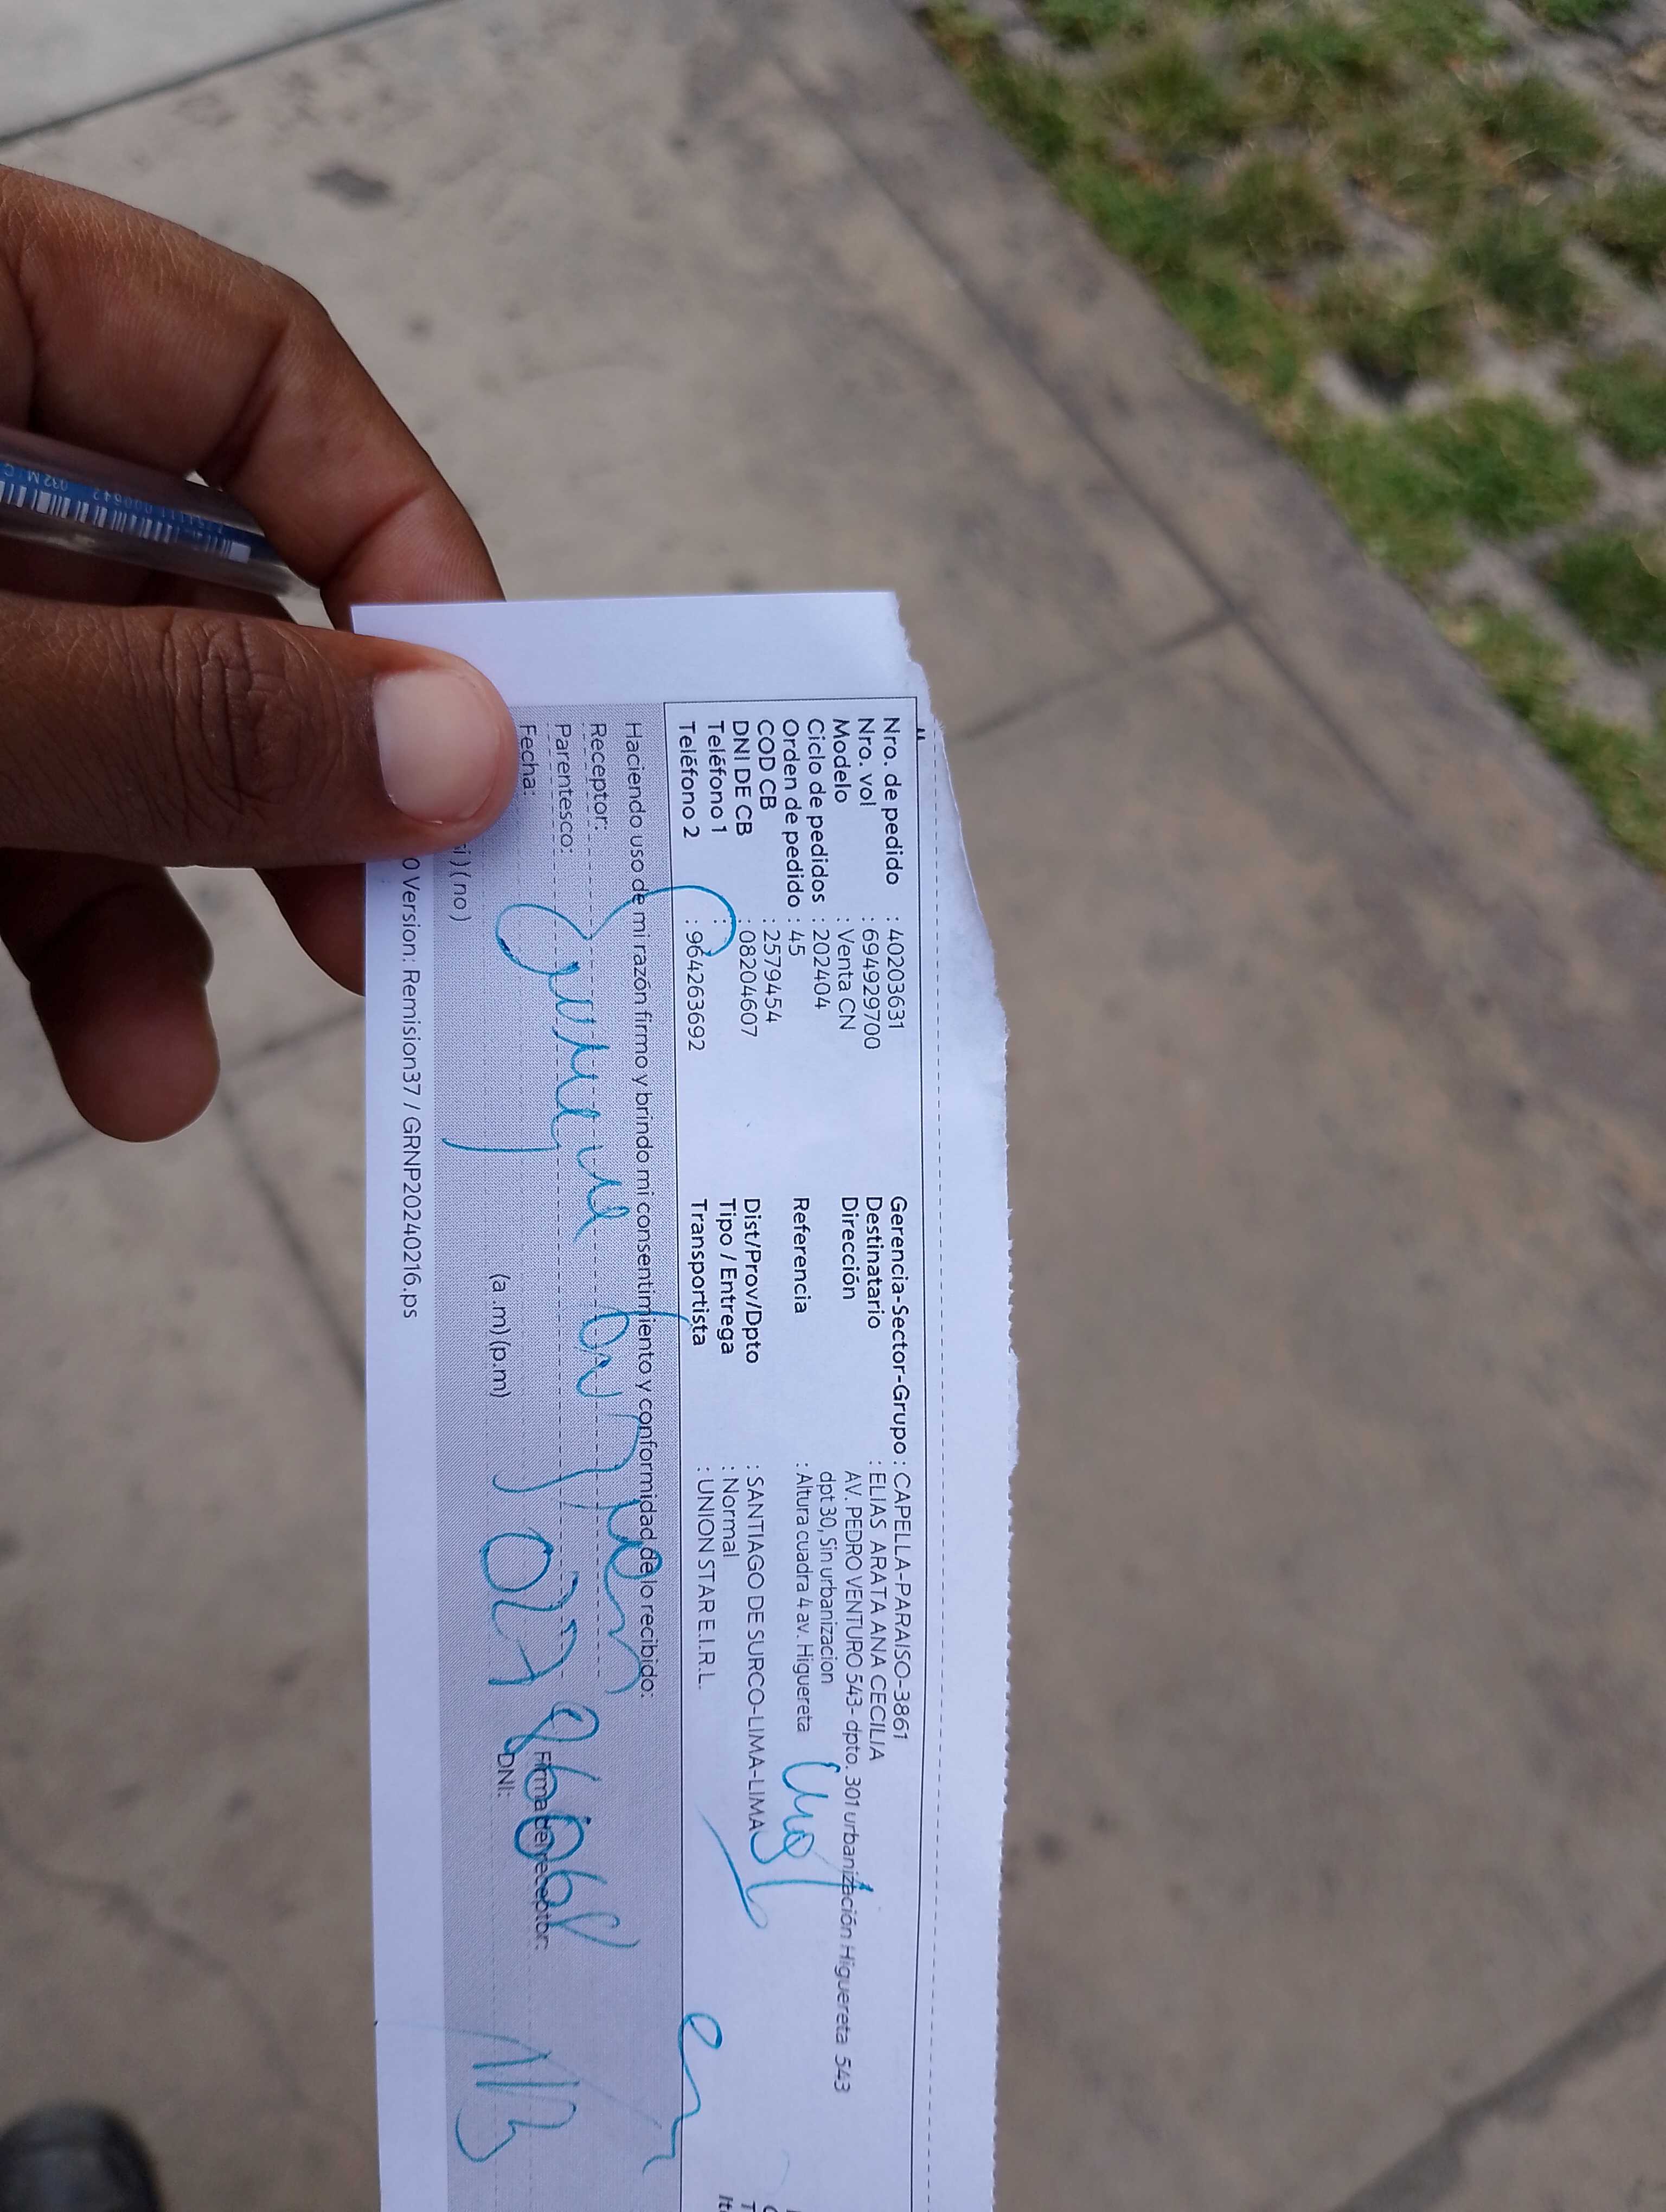 Nro. de pedido : 40203631
Nro. vol : 694929700
Modelo : Venta CN
Ciclo de pedidos : 202404
Orden de pedido : 45
COD CB : 2579454
DNI DE CB : 08204607
Teléfono 1 :
Teléfono 2 : 964263692
Gerencia-Sector-Grupo : CAPELLA-PARAISO-3861
Destinatario : ELIAS ARATA ANA CECILIA
Dirección AV. PEDRO VENTURO 543- dpto. 301 urbanización Higuereta 543
dpt 30, Sin urbanizacion
Referencia : Altura cuadra 4 av. Higuereta
Dist/Prov/Dpto : SANTIAGO DE SURCO-LIMA-LIMA
Tipo / Entrega : Normal
Transportista : UNION STAR E.I.R.L.
Haciendo uso de mi razón firmo y brindo mi consentimiento y conformidad de lo recibido:
Receptor:
Parentesco:
Fecha: (a .m) (p.m)
Firma del receptor:
DNI:
( no )
0 Version: Remision37 / GRNP20240216.ps